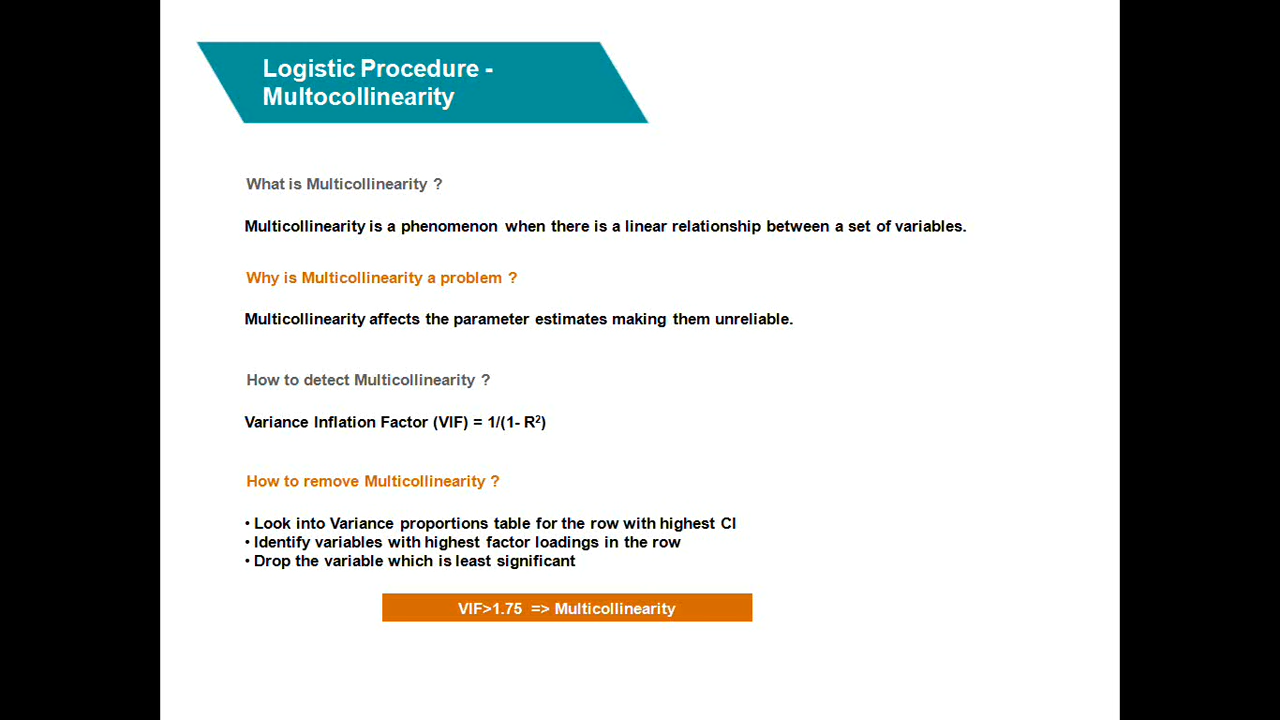 Logistic Procedure -
Multocollinearity
What is Multicollinearity ?
Multicollinearity is a phenomenon when there is a linear relationship between a set of variables.
Why is Multicollinearity a problem ?
Multicollinearity affects the parameter estimates making them unreliable.
How to detect Multicollinearity ?
Variance Inflation Factor (VIF) = 1/(1- R²)
How to remove Multicollinearity ?
• Look into Variance proportions table for the row with highest CI
• Identify variables with highest factor loadings in the row
• Drop the variable which is least significant
VIF>1.75 => Multicollinearity